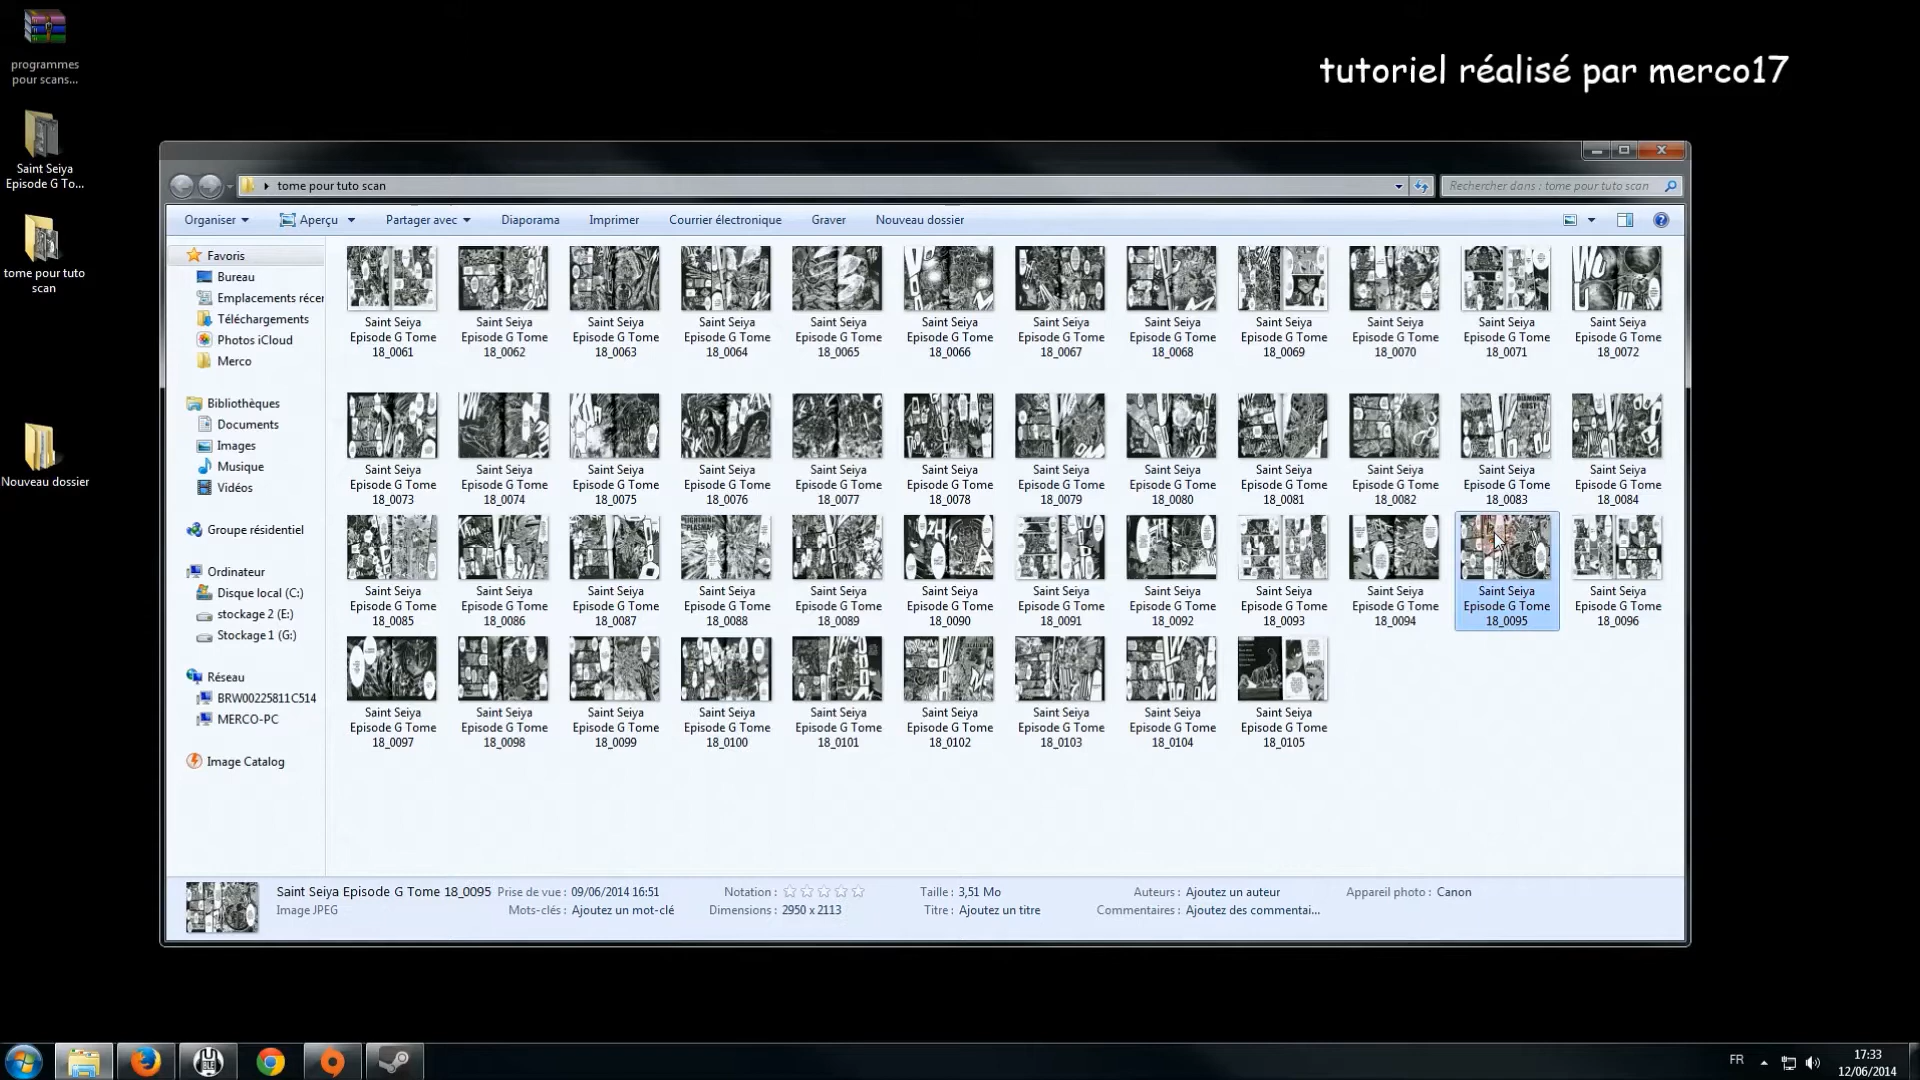 programmes
pour scans...
tutoriel réalisé par merco17
Saint Seiya
Episode G To...
tome pour tuto
scan
Nouveau dossier
tome pour tuto scan
Rechercher dans : tome pour tuto scan
Organiser
Aperçu
Partager avec
Diaporama
Imprimer
Courrier électronique
Graver
Nouveau dossier
Favoris
Bureau
Emplacements récer
Téléchargements
Photos iCloud
Merco
Bibliothèques
Documents
Images
Musique
Vidéos
Groupe résidentiel
Ordinateur
Disque local (C:)
stockage 2 (E:)
Stockage 1 (G:)
Réseau
BRW00225811C514
MERCO-PC
Image Catalog
Saint Seiya Episode G Tome 18_0061
Saint Seiya Episode G Tome 18_0062
Saint Seiya Episode G Tome 18_0063
Saint Seiya Episode G Tome 18_0064
Saint Seiya Episode G Tome 18_0065
Saint Seiya Episode G Tome 18_0066
Saint Seiya Episode G Tome 18_0067
Saint Seiya Episode G Tome 18_0068
Saint Seiya Episode G Tome 18_0069
Saint Seiya Episode G Tome 18_0070
Saint Seiya Episode G Tome 18_0071
Saint Seiya Episode G Tome 18_0072
Saint Seiya Episode G Tome 18_0073
Saint Seiya Episode G Tome 18_0074
Saint Seiya Episode G Tome 18_0075
Saint Seiya Episode G Tome 18_0076
Saint Seiya Episode G Tome 18_0077
Saint Seiya Episode G Tome 18_0078
Saint Seiya Episode G Tome 18_0079
Saint Seiya Episode G Tome 18_0080
Saint Seiya Episode G Tome 18_0081
Saint Seiya Episode G Tome 18_0082
Saint Seiya Episode G Tome 18_0083
Saint Seiya Episode G Tome 18_0084
Saint Seiya Episode G Tome 18_0085
Saint Seiya Episode G Tome 18_0086
Saint Seiya Episode G Tome 18_0087
Saint Seiya Episode G Tome 18_0088
Saint Seiya Episode G Tome 18_0089
Saint Seiya Episode G Tome 18_0090
Saint Seiya Episode G Tome 18_0091
Saint Seiya Episode G Tome 18_0092
Saint Seiya Episode G Tome 18_0093
Saint Seiya Episode G Tome 18_0094
Saint Seiya Episode G Tome 18_0095
Saint Seiya Episode G Tome 18_0096
Saint Seiya Episode G Tome 18_0097
Saint Seiya Episode G Tome 18_0098
Saint Seiya Episode G Tome 18_0099
Saint Seiya Episode G Tome 18_0100
Saint Seiya Episode G Tome 18_0101
Saint Seiya Episode G Tome 18_0102
Saint Seiya Episode G Tome 18_0103
Saint Seiya Episode G Tome 18_0104
Saint Seiya Episode G Tome 18_0105
Saint Seiya Episode G Tome 18_0095 Prise de vue : 09/06/2014 16:51 Notation : Taille : 3,51 Mo Auteurs : Ajoutez un auteur Appareil photo : Canon
Image JPEG Mots-clés : Ajoutez un mot-clé Dimensions : 2950 x 2113 Titre : Ajoutez un titre Commentaires : Ajoutez des commentai...
FR
17:33
12/06/2014